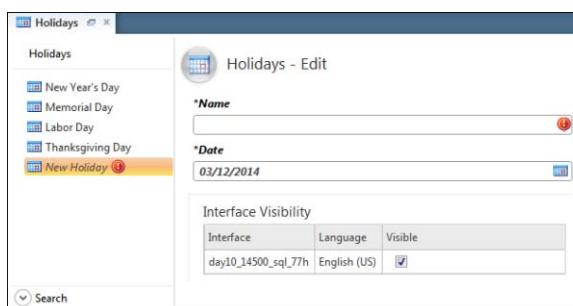 Holidays
Holidays
New Year's Day
Memorial Day
Labor Day
Thanksgiving Day
New Holiday
Search
Holidays - Edit
*Name
*Date
03/12/2014
Interface Visibility
Interface Language Visible
day10_14500_sql_77h English (US)